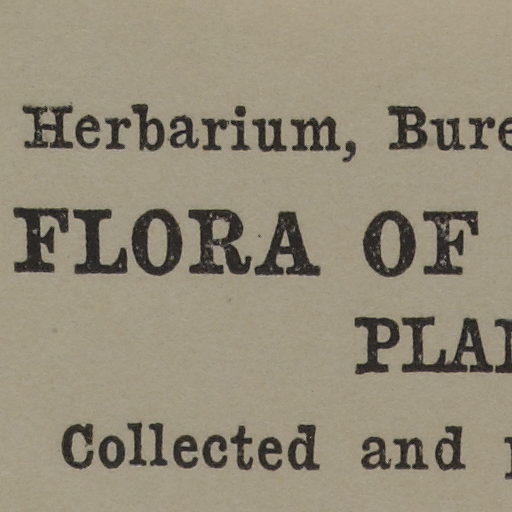 Herbarium, Bure
FLORA OF
PLA
Collected and